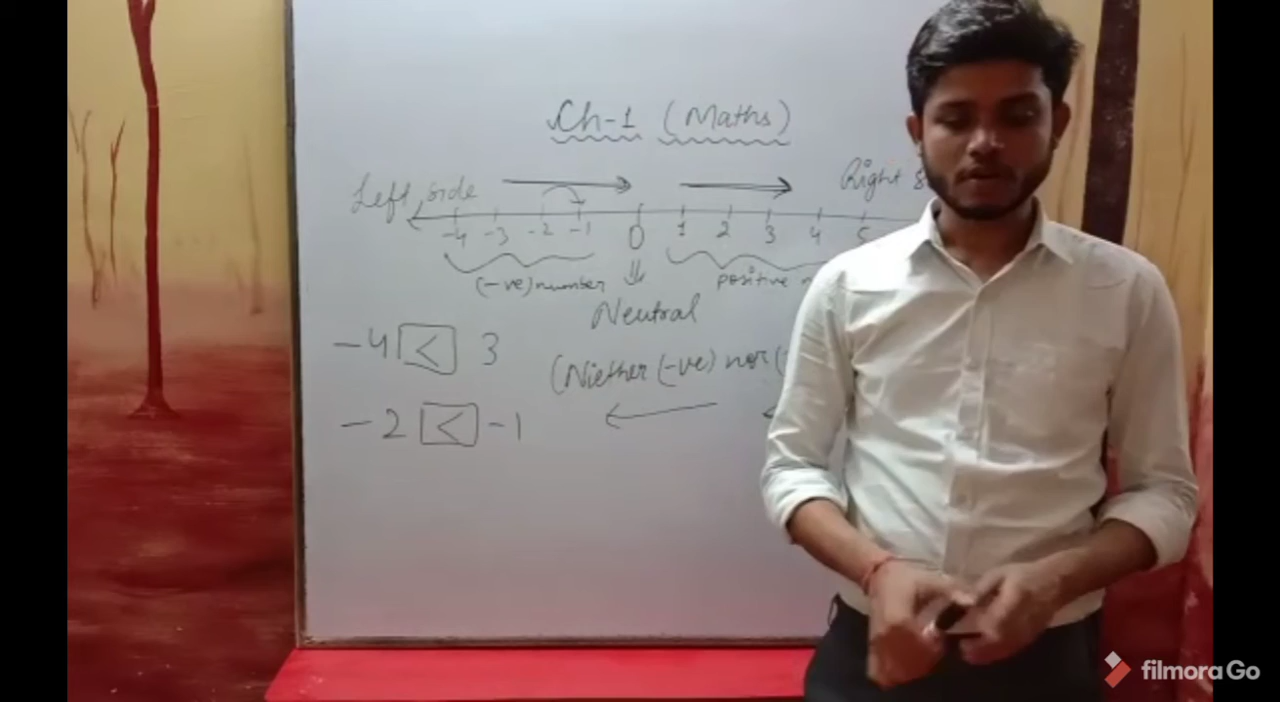 Ch-1 (Maths)
Left side Right
-4 -3 -2 -1 0 1 2 3 4 5
(-ve) number positive
Neutral
-4 < 3
(Niether (-ve) nor
-2 < -1
filmoraGo